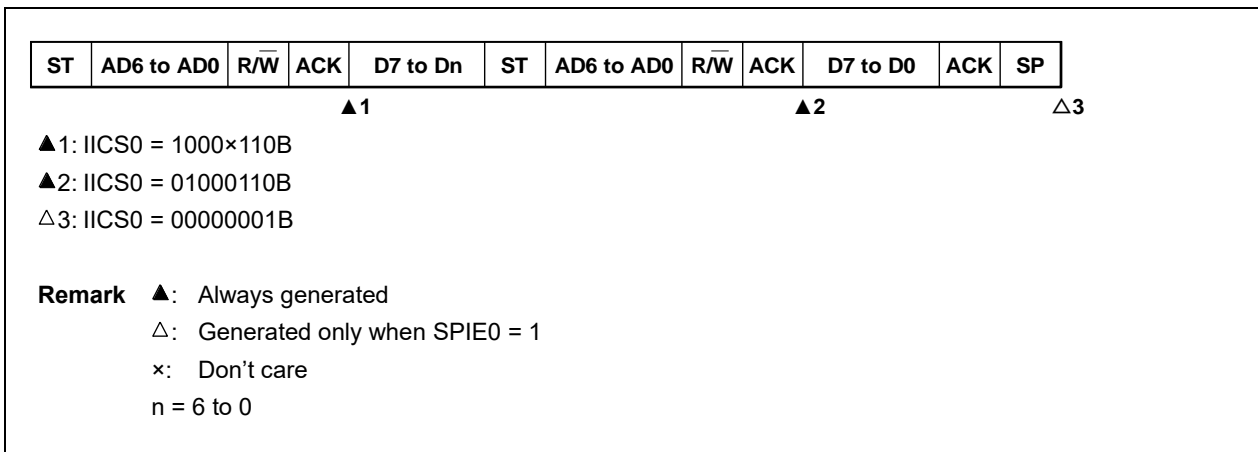 ST AD6 to AD0 R/W̅ ACK D7 to Dn ST AD6 to AD0 R/W̅ ACK D7 to D0 ACK SP
▲1 ▲2 △3
▲1: IICS0 = 1000×110B
▲2: IICS0 = 01000110B
△3: IICS0 = 00000001B
Remark ▲: Always generated
△: Generated only when SPIE0 = 1
×: Don't care
n = 6 to 0